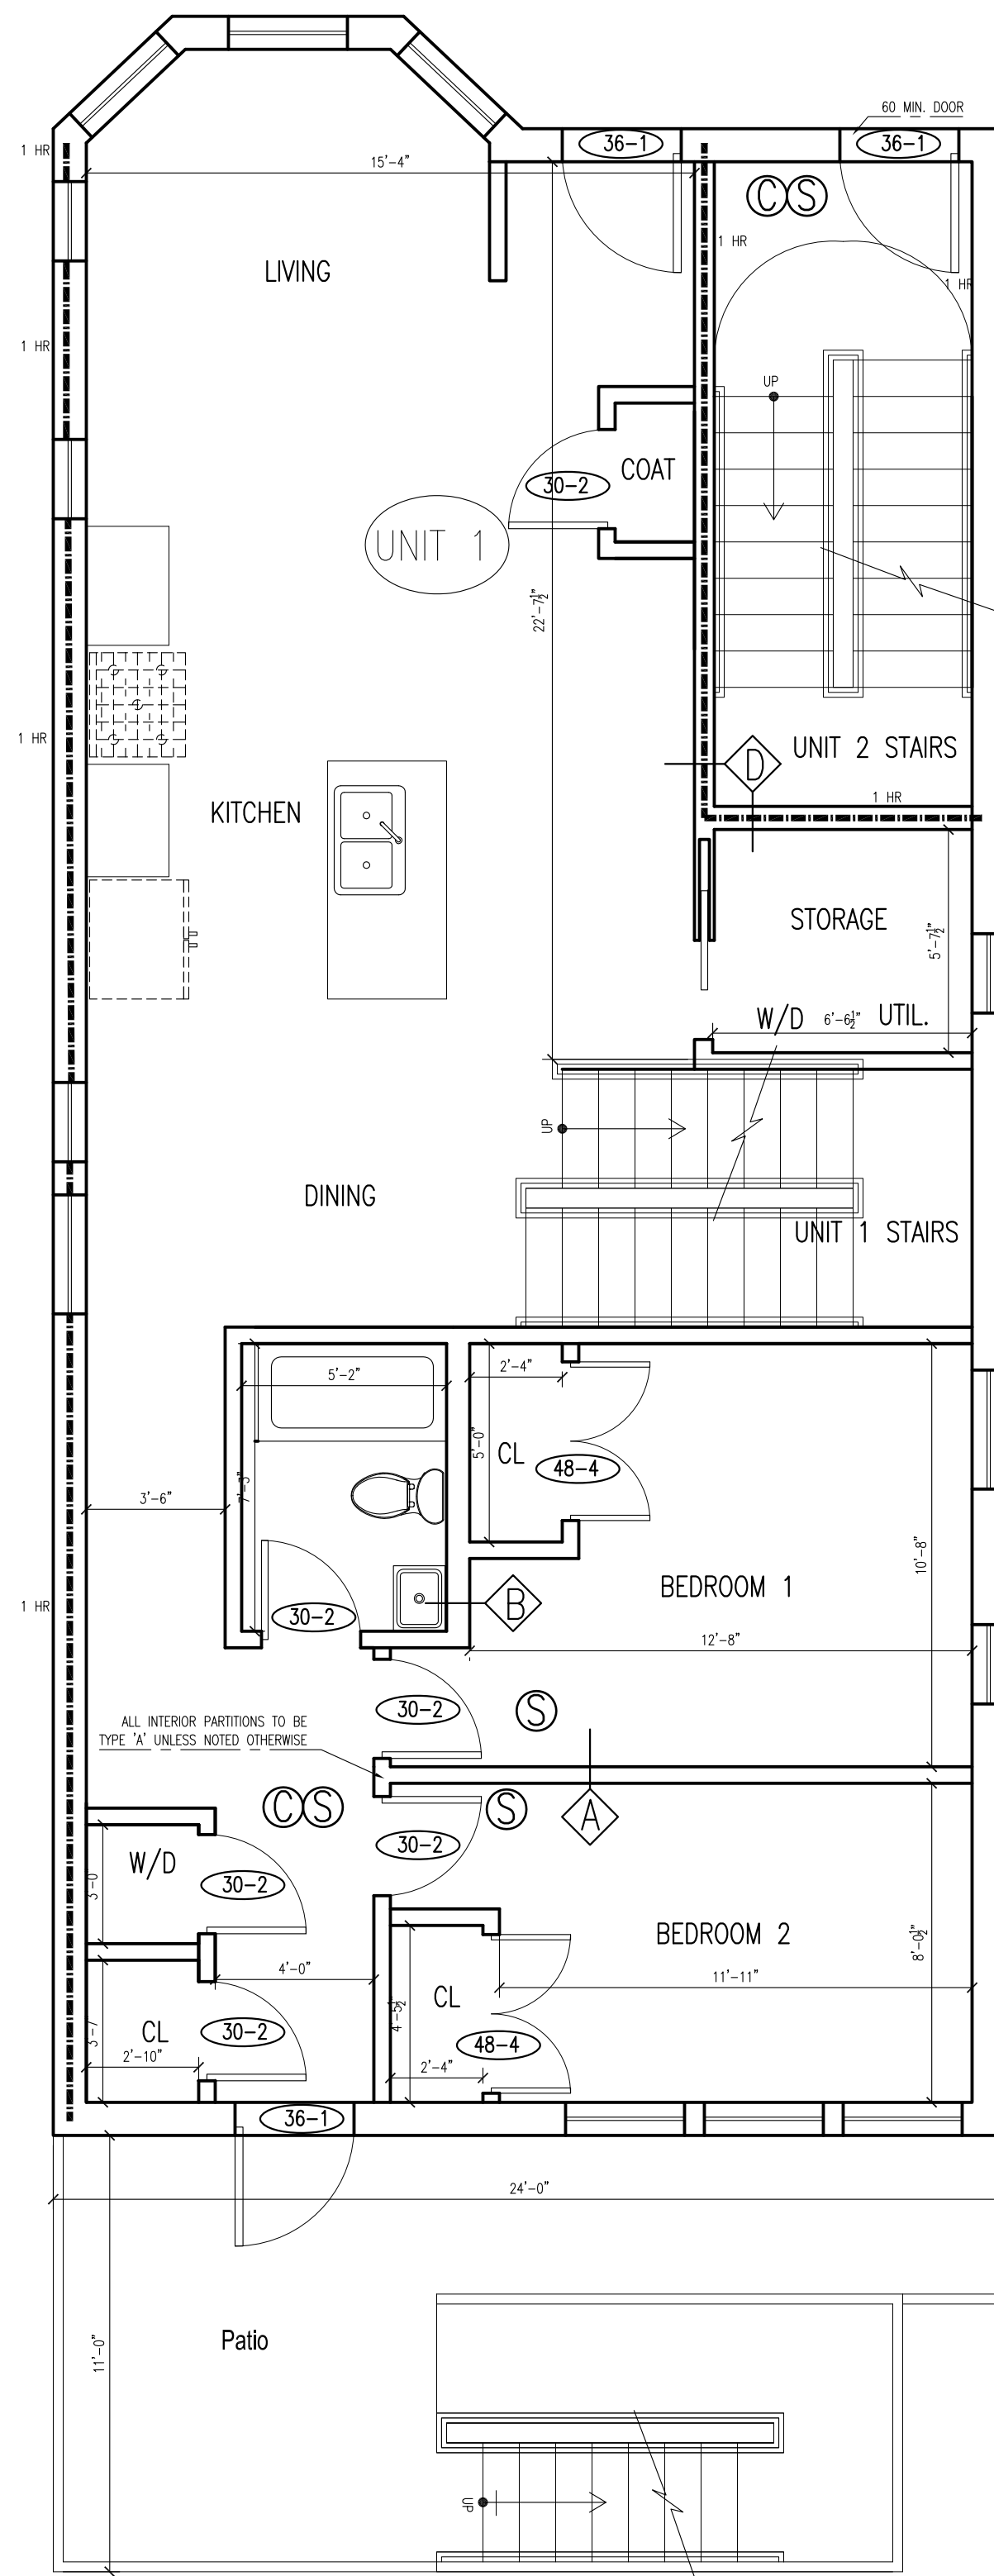 60 MIN. DOOR
36-1
36-1
1 HR
15'-4"
C S
1 HR
LIVING
1 HR
1 HR
UP
COAT
30-2
UNIT 1
22'-7½"
1 HR
UNIT 2 STAIRS
D
1 HR
KITCHEN
STORAGE
5'-7½"
W/D
6'-6½"
UTIL.
UP
DINING
UNIT 1 STAIRS
5'-2"
2'-4"
5'-0"
CL
48-4
7'-3"
3'-6"
10'-8"
BEDROOM 1
B
1 HR
30-2
12'-8"
30-2
S
ALL INTERIOR PARTITIONS TO BE
TYPE 'A' UNLESS NOTED OTHERWISE
C S
S
A
30-2
W/D
3'-0
30-2
BEDROOM 2
8'-0½"
4'-0"
11'-11"
CL
4'-5½"
3'-7
CL
30-2
48-4
2'-10"
2'-4"
36-1
24'-0"
Patio
11'-0"
UP